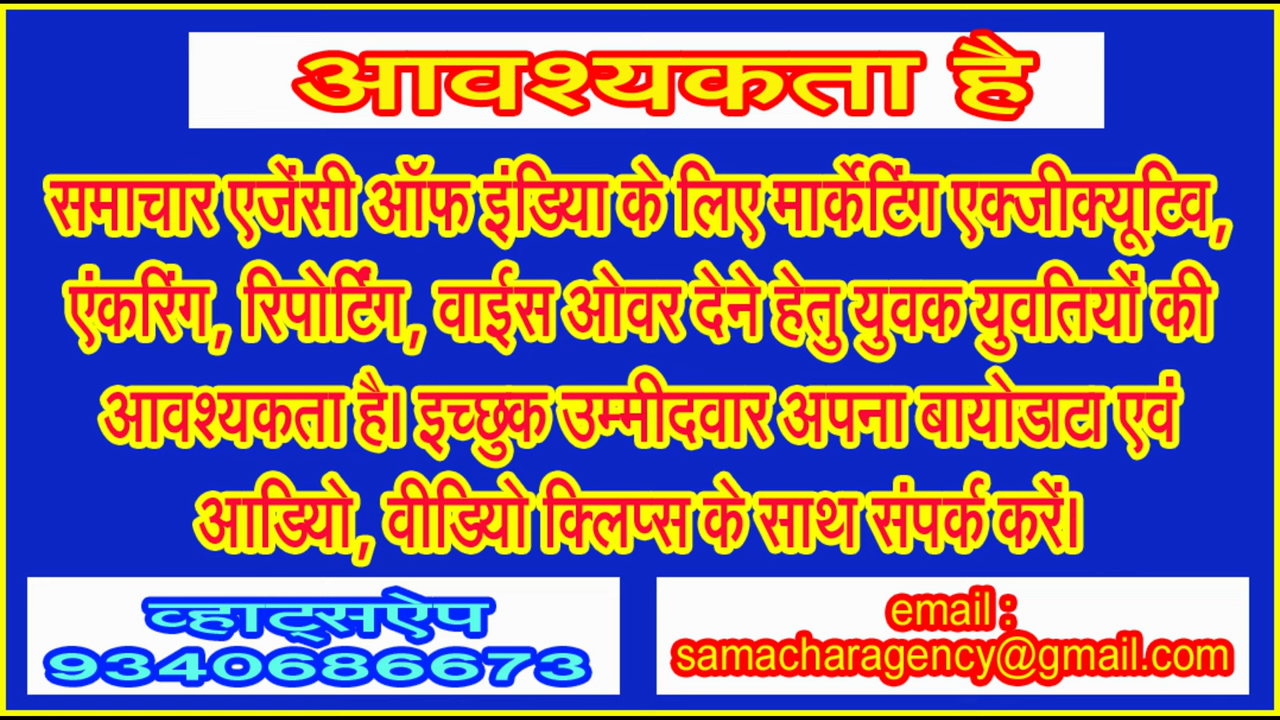 आवश्यकता है
समाचार एजेंसी ऑफ इंडिया के लिए मार्केटिंग एक्जीक्यूटिव,
एंकरिंग, रिपोर्टिंग, वाईस ओवर देने हेतु युवक युवतियों की
आवश्यकता है। इच्छुक उम्मीदवार अपना बायोडाटा एवं
आडियो, वीडियो क्लिप्स के साथ संपर्क करें।
व्हाट्सऐप
9340686673
email :
samacharagency@gmail.com